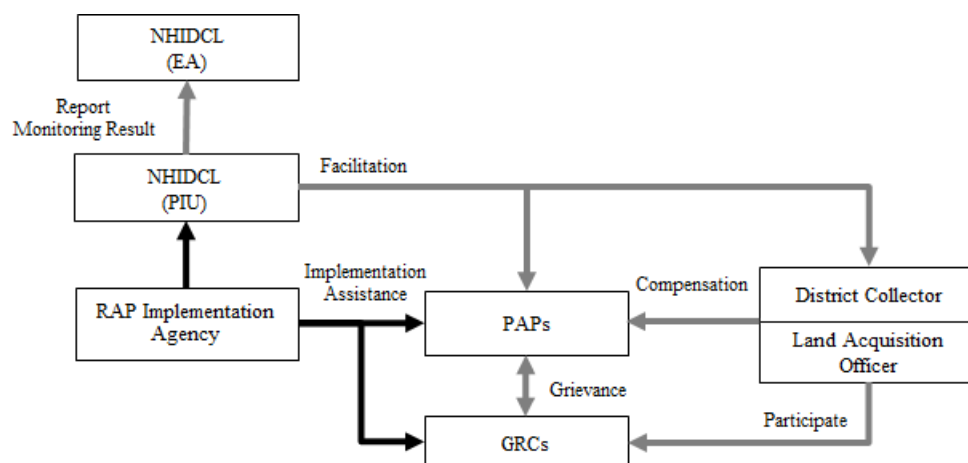 NHIDCL
(EA)
Report
Monitoring Result
NHIDCL
(PIU)
Facilitation
RAP Implementation
Agency
Implementation
Assistance
PAPs
Compensation
District Collector
Land Acquisition
Officer
Grievance
GRCs
Participate